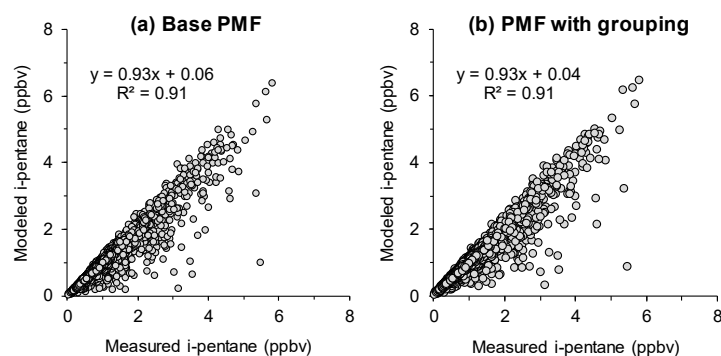 (a) Base PMF
8
6
4
2
0
y = 0.93x + 0.06
R² = 0.91
Modeled i-pentane (ppbv)
0 2 4 6 8
Measured i-pentane (ppbv)
(b) PMF with grouping
8
6
4
2
0
y = 0.93x + 0.04
R² = 0.91
Modeled i-pentane (ppbv)
0 2 4 6 8
Measured i-pentane (ppbv)